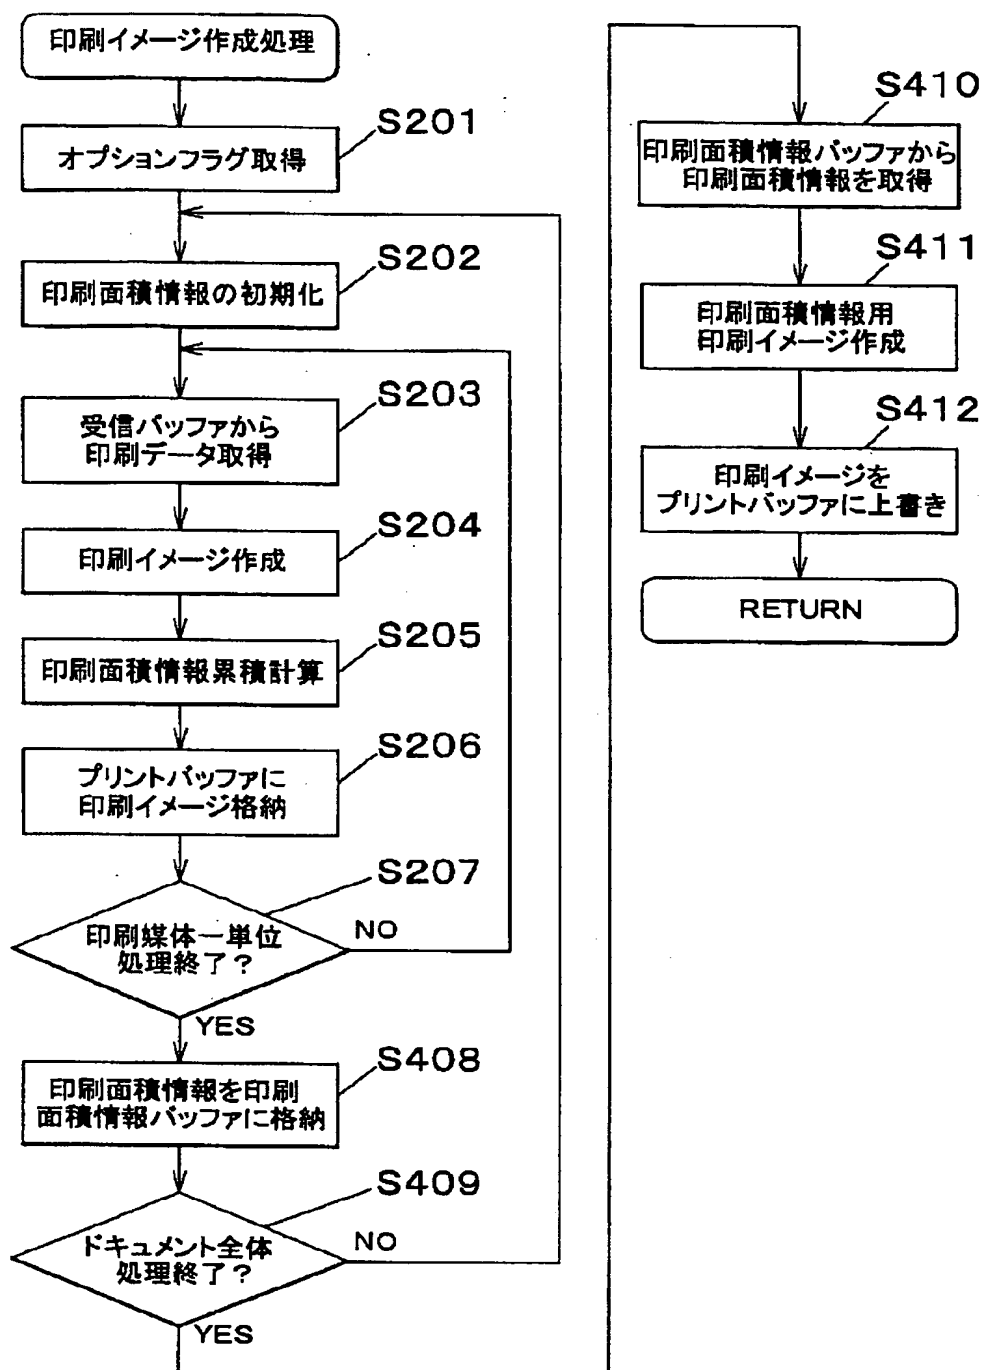 印刷イメージ作成処理
S201
オプションフラグ取得
S202
印刷面積情報の初期化
S203
受信バッファから
印刷データ取得
S204
印刷イメージ作成
S205
印刷面積情報累積計算
S206
プリントバッファに
印刷イメージ格納
S207
印刷媒体一単位
処理終了？
NO
YES
S408
印刷面積情報を印刷
面積情報バッファに格納
S409
ドキュメント全体
処理終了？
NO
YES
S410
印刷面積情報バッファから
印刷面積情報を取得
S411
印刷面積情報用
印刷イメージ作成
S412
印刷イメージを
プリントバッファに上書き
RETURN